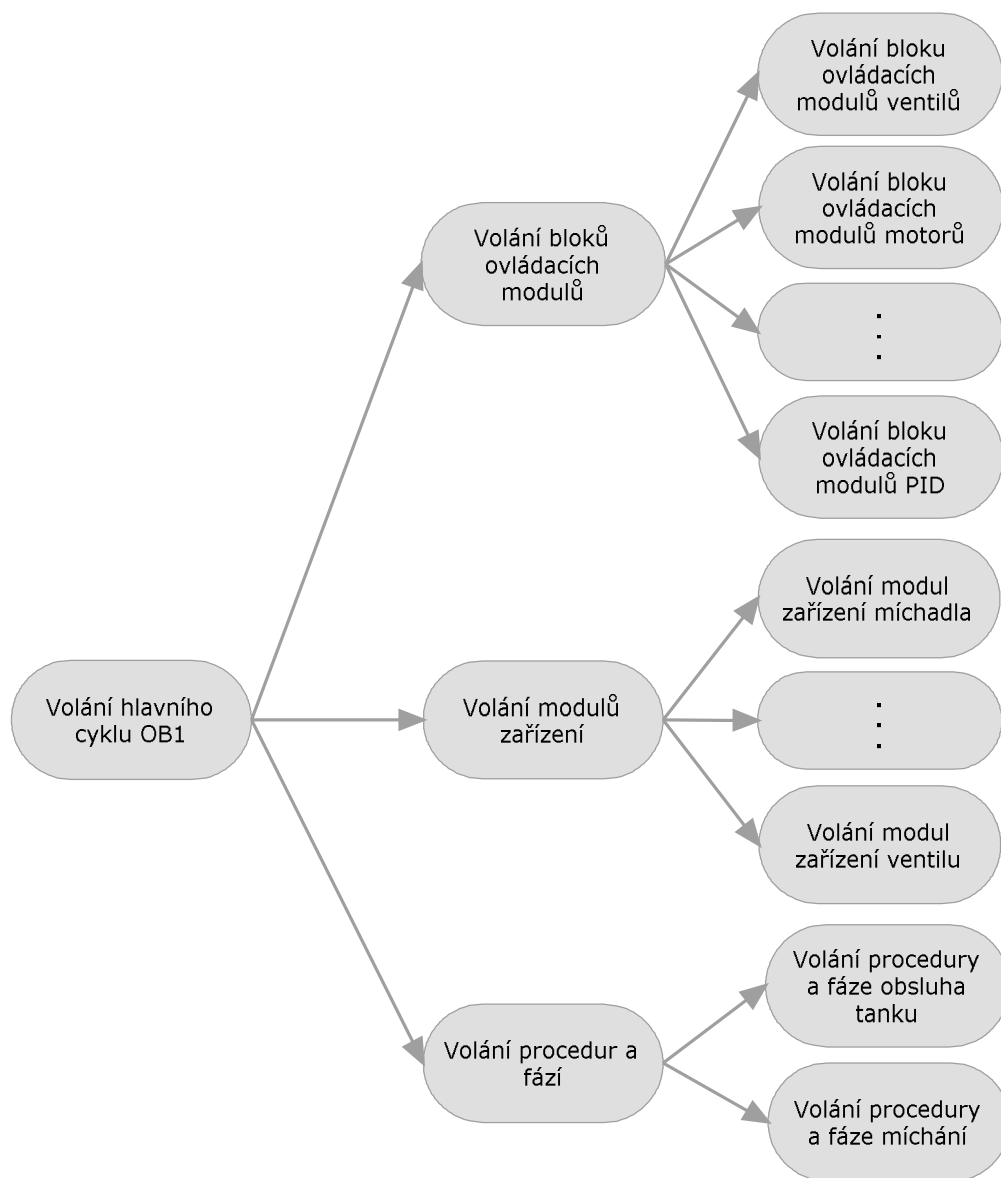 Volání bloku
ovládacích
modulů ventilů
Volání bloku
ovládacích
modulů motorů
Volání bloků
ovládacích
modulů
.
.
.
Volání bloku
ovládacích
modulů PID
Volání modul
zařízení míchadla
Volání hlavního
cyklu OB1
Volání modulů
zařízení
.
.
.
Volání modul
zařízení ventilu
Volání procedury
a fáze obsluha
tanku
Volání procedur a
fází
Volání procedury
a fáze míchání